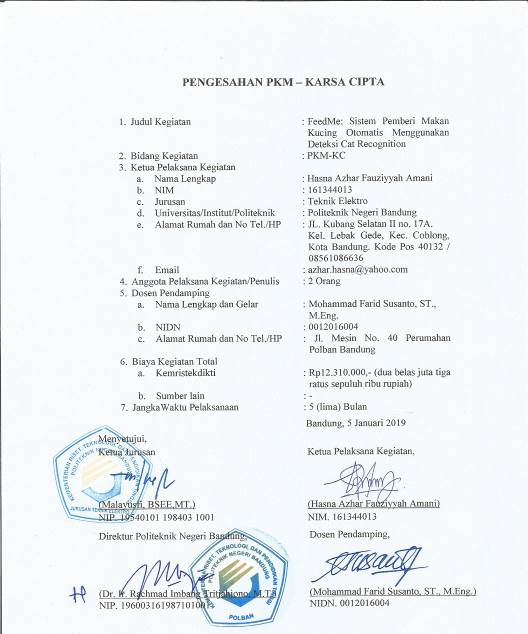 PENGESAHAN PKM – KARSA CIPTA
1. Judul Kegiatan : FeedMe: Sistem Pemberi Makan
Kucing Otomatis Menggunakan
Deteksi Cat Recognition
2. Bidang Kegiatan : PKM-KC
3. Ketua Pelaksana Kegiatan
a. Nama Lengkap : Hasna Azhar Fauziyyah Amani
b. NIM : 161344013
c. Jurusan : Teknik Elektro
d. Universitas/Institut/Politeknik : Politeknik Negeri Bandung
e. Alamat Rumah dan No Tel./HP : JL. Kubang Selatan II no. 17A.
Kel. Lebak Gede, Kec. Coblong,
Kota Bandung. Kode Pos 40132 /
08561086636
f. Email : azhar.hasna@yahoo.com
4. Anggota Pelaksana Kegiatan/Penulis : 2 Orang
5. Dosen Pendamping
a. Nama Lengkap dan Gelar : Mohammad Farid Susanto, ST.,
M.Eng.
b. NIDN : 0012016004
c. Alamat Rumah dan No Tel./HP : Jl. Mesin No. 40 Perumahan
Polban Bandung
6. Biaya Kegiatan Total
a. Kemristekdikti : Rp12.310.000,- (dua belas juta tiga
ratus sepuluh ribu rupiah)
b. Sumber lain : -
7. JangkaWaktu Pelaksanaan : 5 (lima) Bulan
Bandung, 5 Januari 2019
Menyetujui,
Ketua Jurusan Ketua Pelaksana Kegiatan,
(Malayusfi, BSEE,MT.) (Hasna Azhar Fauziyyah Amani)
NIP. 19540101 198403 1001 NIM. 161344013
JURUSAN TEKNIK ELEKTRO
Direktur Politeknik Negeri Bandung, Dosen Pendamping,
(Dr. Ir. Rachmad Imbang Tritjahjono, M.T.) (Mohammad Farid Susanto, ST., M.Eng.)
NIP. 196003161987101001 NIDN. 0012016004
POLBAN